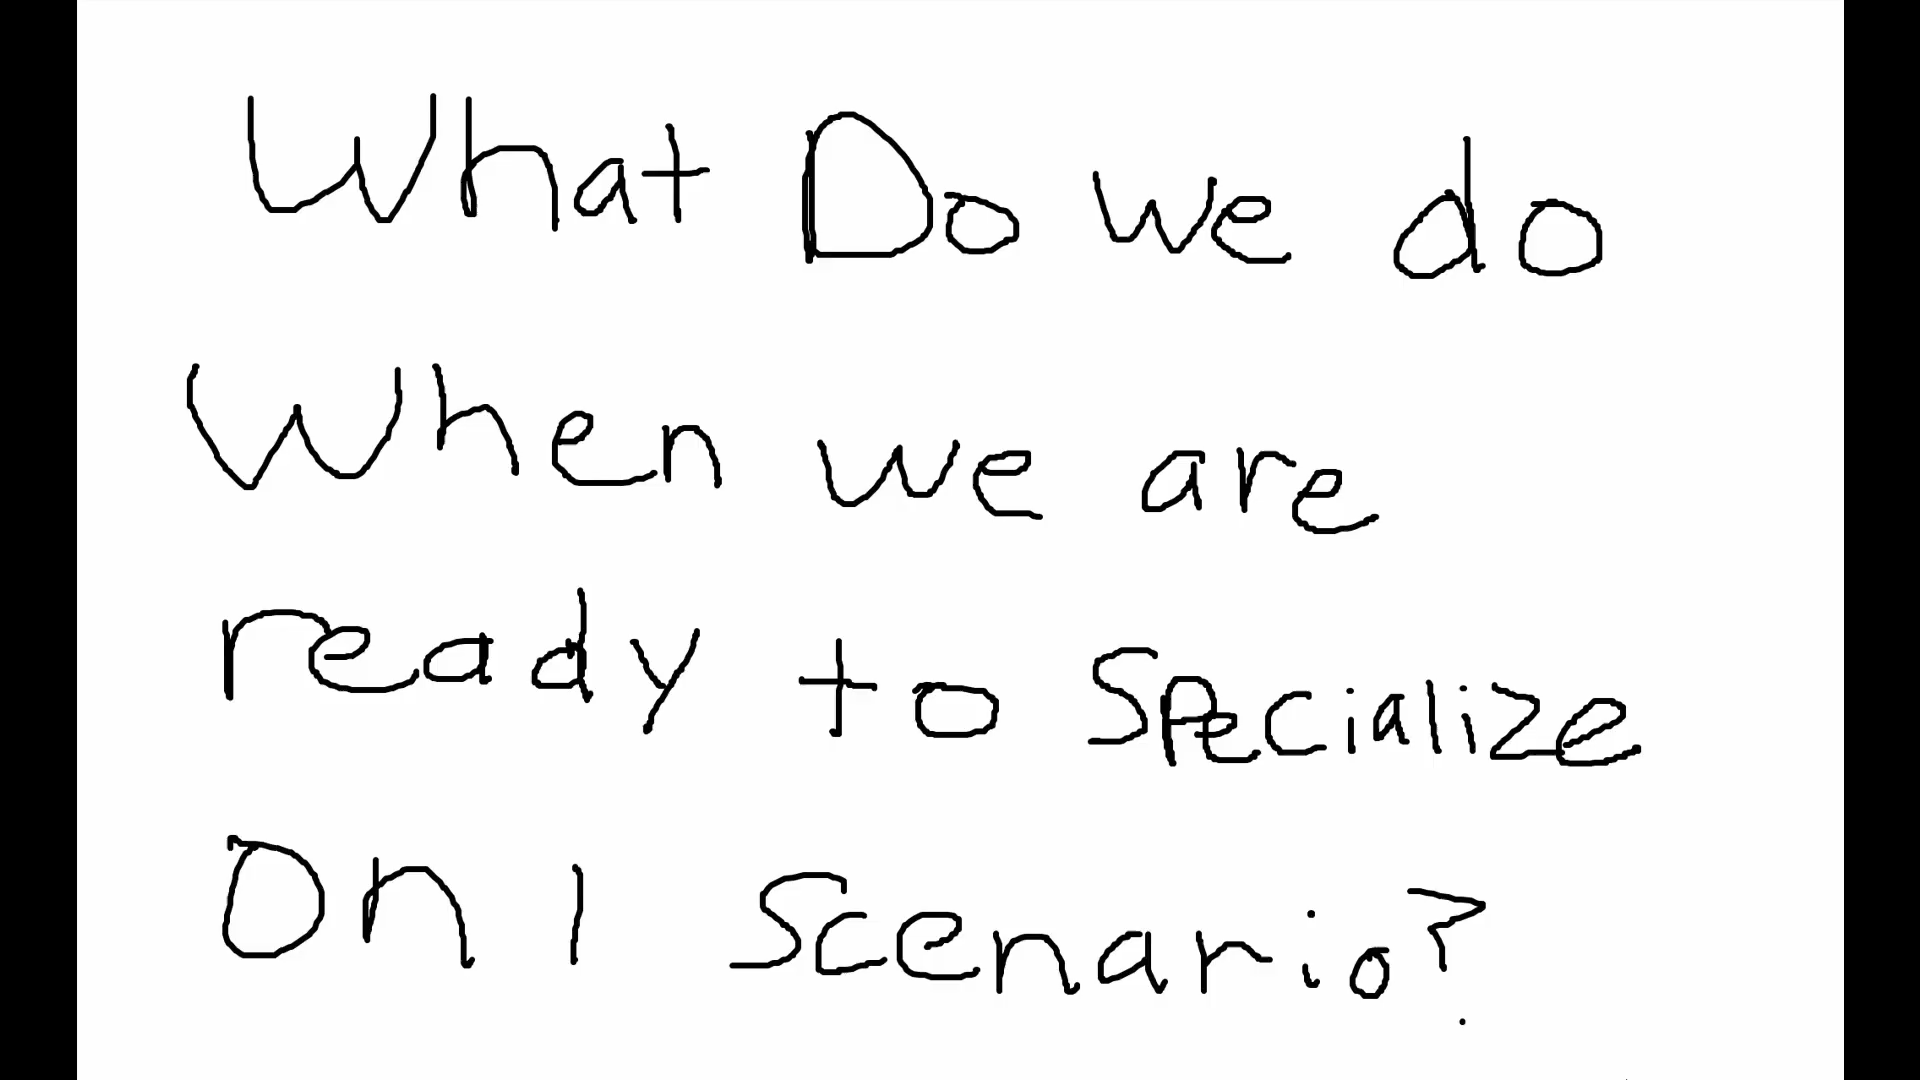 What Do we do
When we are
ready to Specialize
On 1 Scenario?